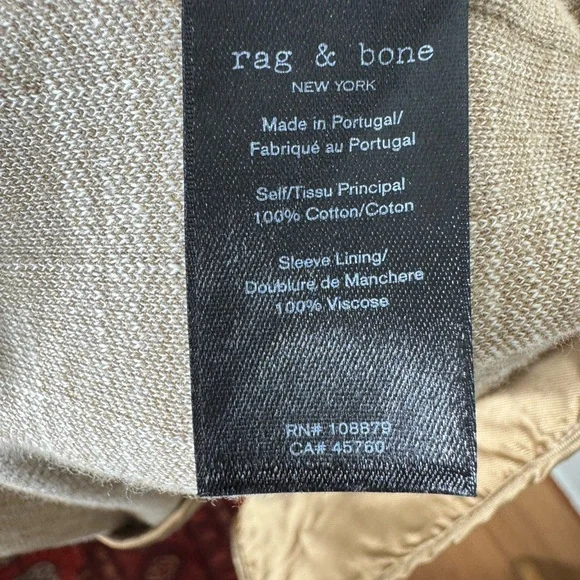 rag & bone
NEW YORK
Made in Portugal/
Fabriqué au Portugal
Self/Tissu Principal
100% Cotton/Coton
Sleeve Lining/
Doublure de Manchere
100% Viscose
RN# 108879
CA# 45760